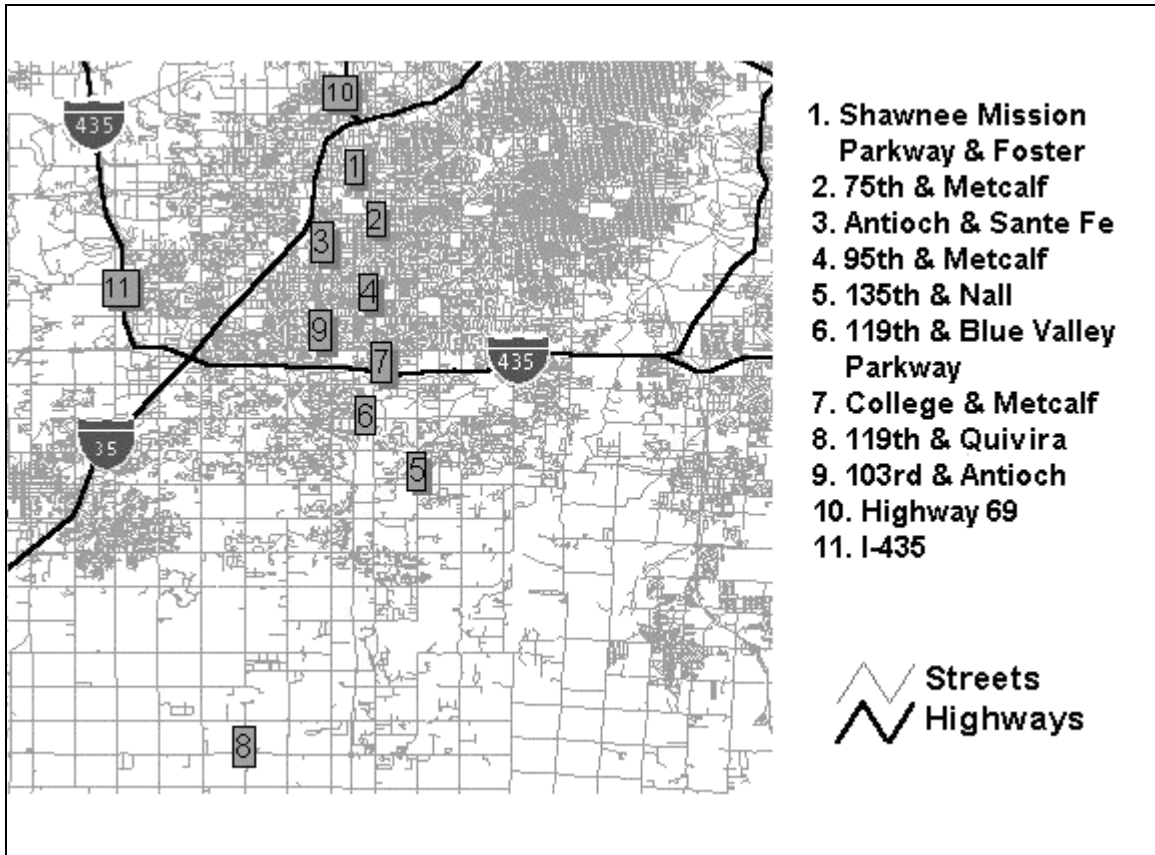 10
435
1
2
3
4
11
9
7
435
6
35
5
8
1. Shawnee Mission
Parkway & Foster
2. 75th & Metcalf
3. Antioch & Sante Fe
4. 95th & Metcalf
5. 135th & Nall
6. 119th & Blue Valley
Parkway
7. College & Metcalf
8. 119th & Quivira
9. 103rd & Antioch
10. Highway 69
11. I-435
Streets
Highways